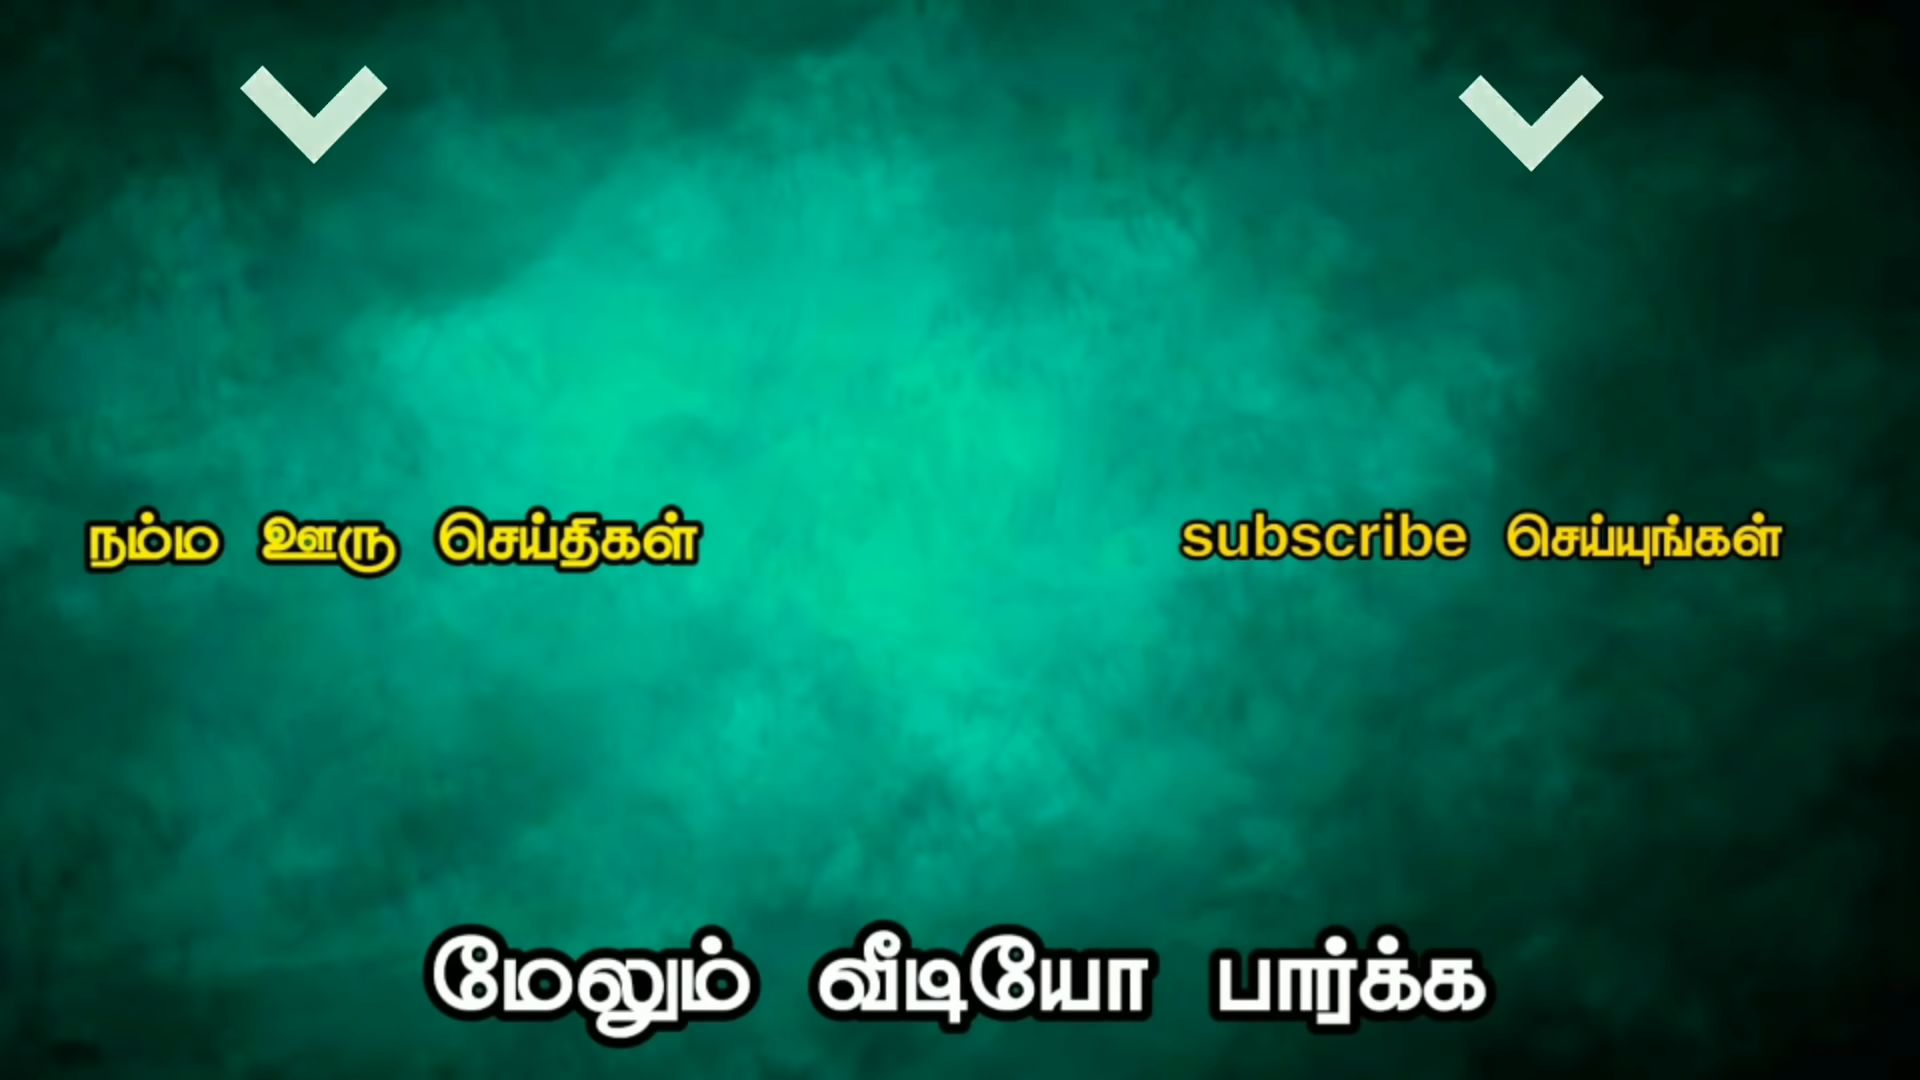 நம்ம ஊரு செய்திகள்
subscribe செய்யுங்கள்
மேலும் வீடியோ பார்க்க